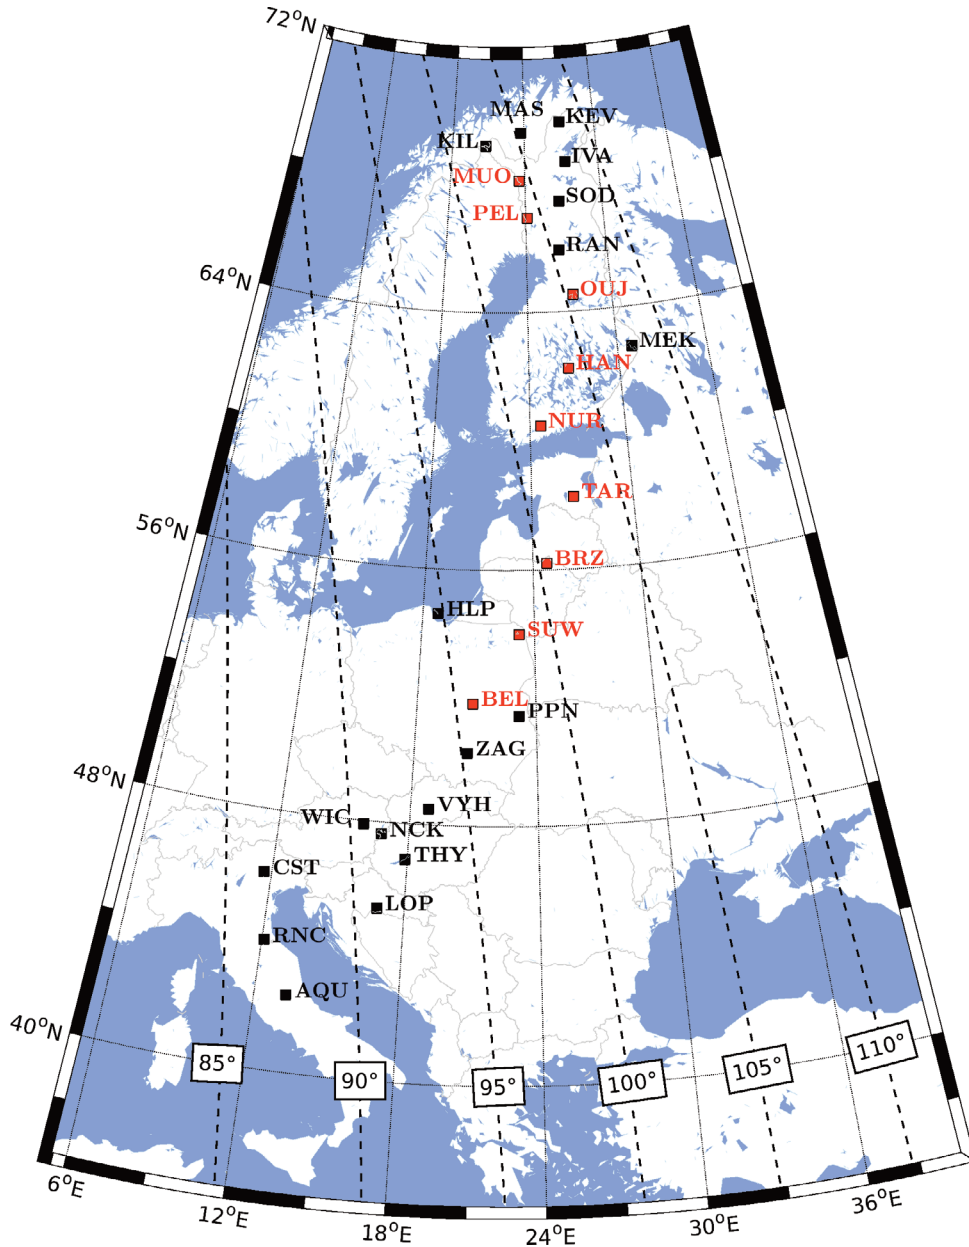 72°N
MAS
KEV
KIL
IVA
MUO
SOD
PEL
RAN
64°N
OUJ
MEK
HAN
NUR
TAR
56°N
BRZ
HLP
SUW
BEL
PPN
ZAG
48°N
VYH
WIC
NCK
THY
CST
LOP
RNC
AQU
40°N
85°
90°
95°
100°
105°
110°
6°E
12°E
18°E
24°E
30°E
36°E